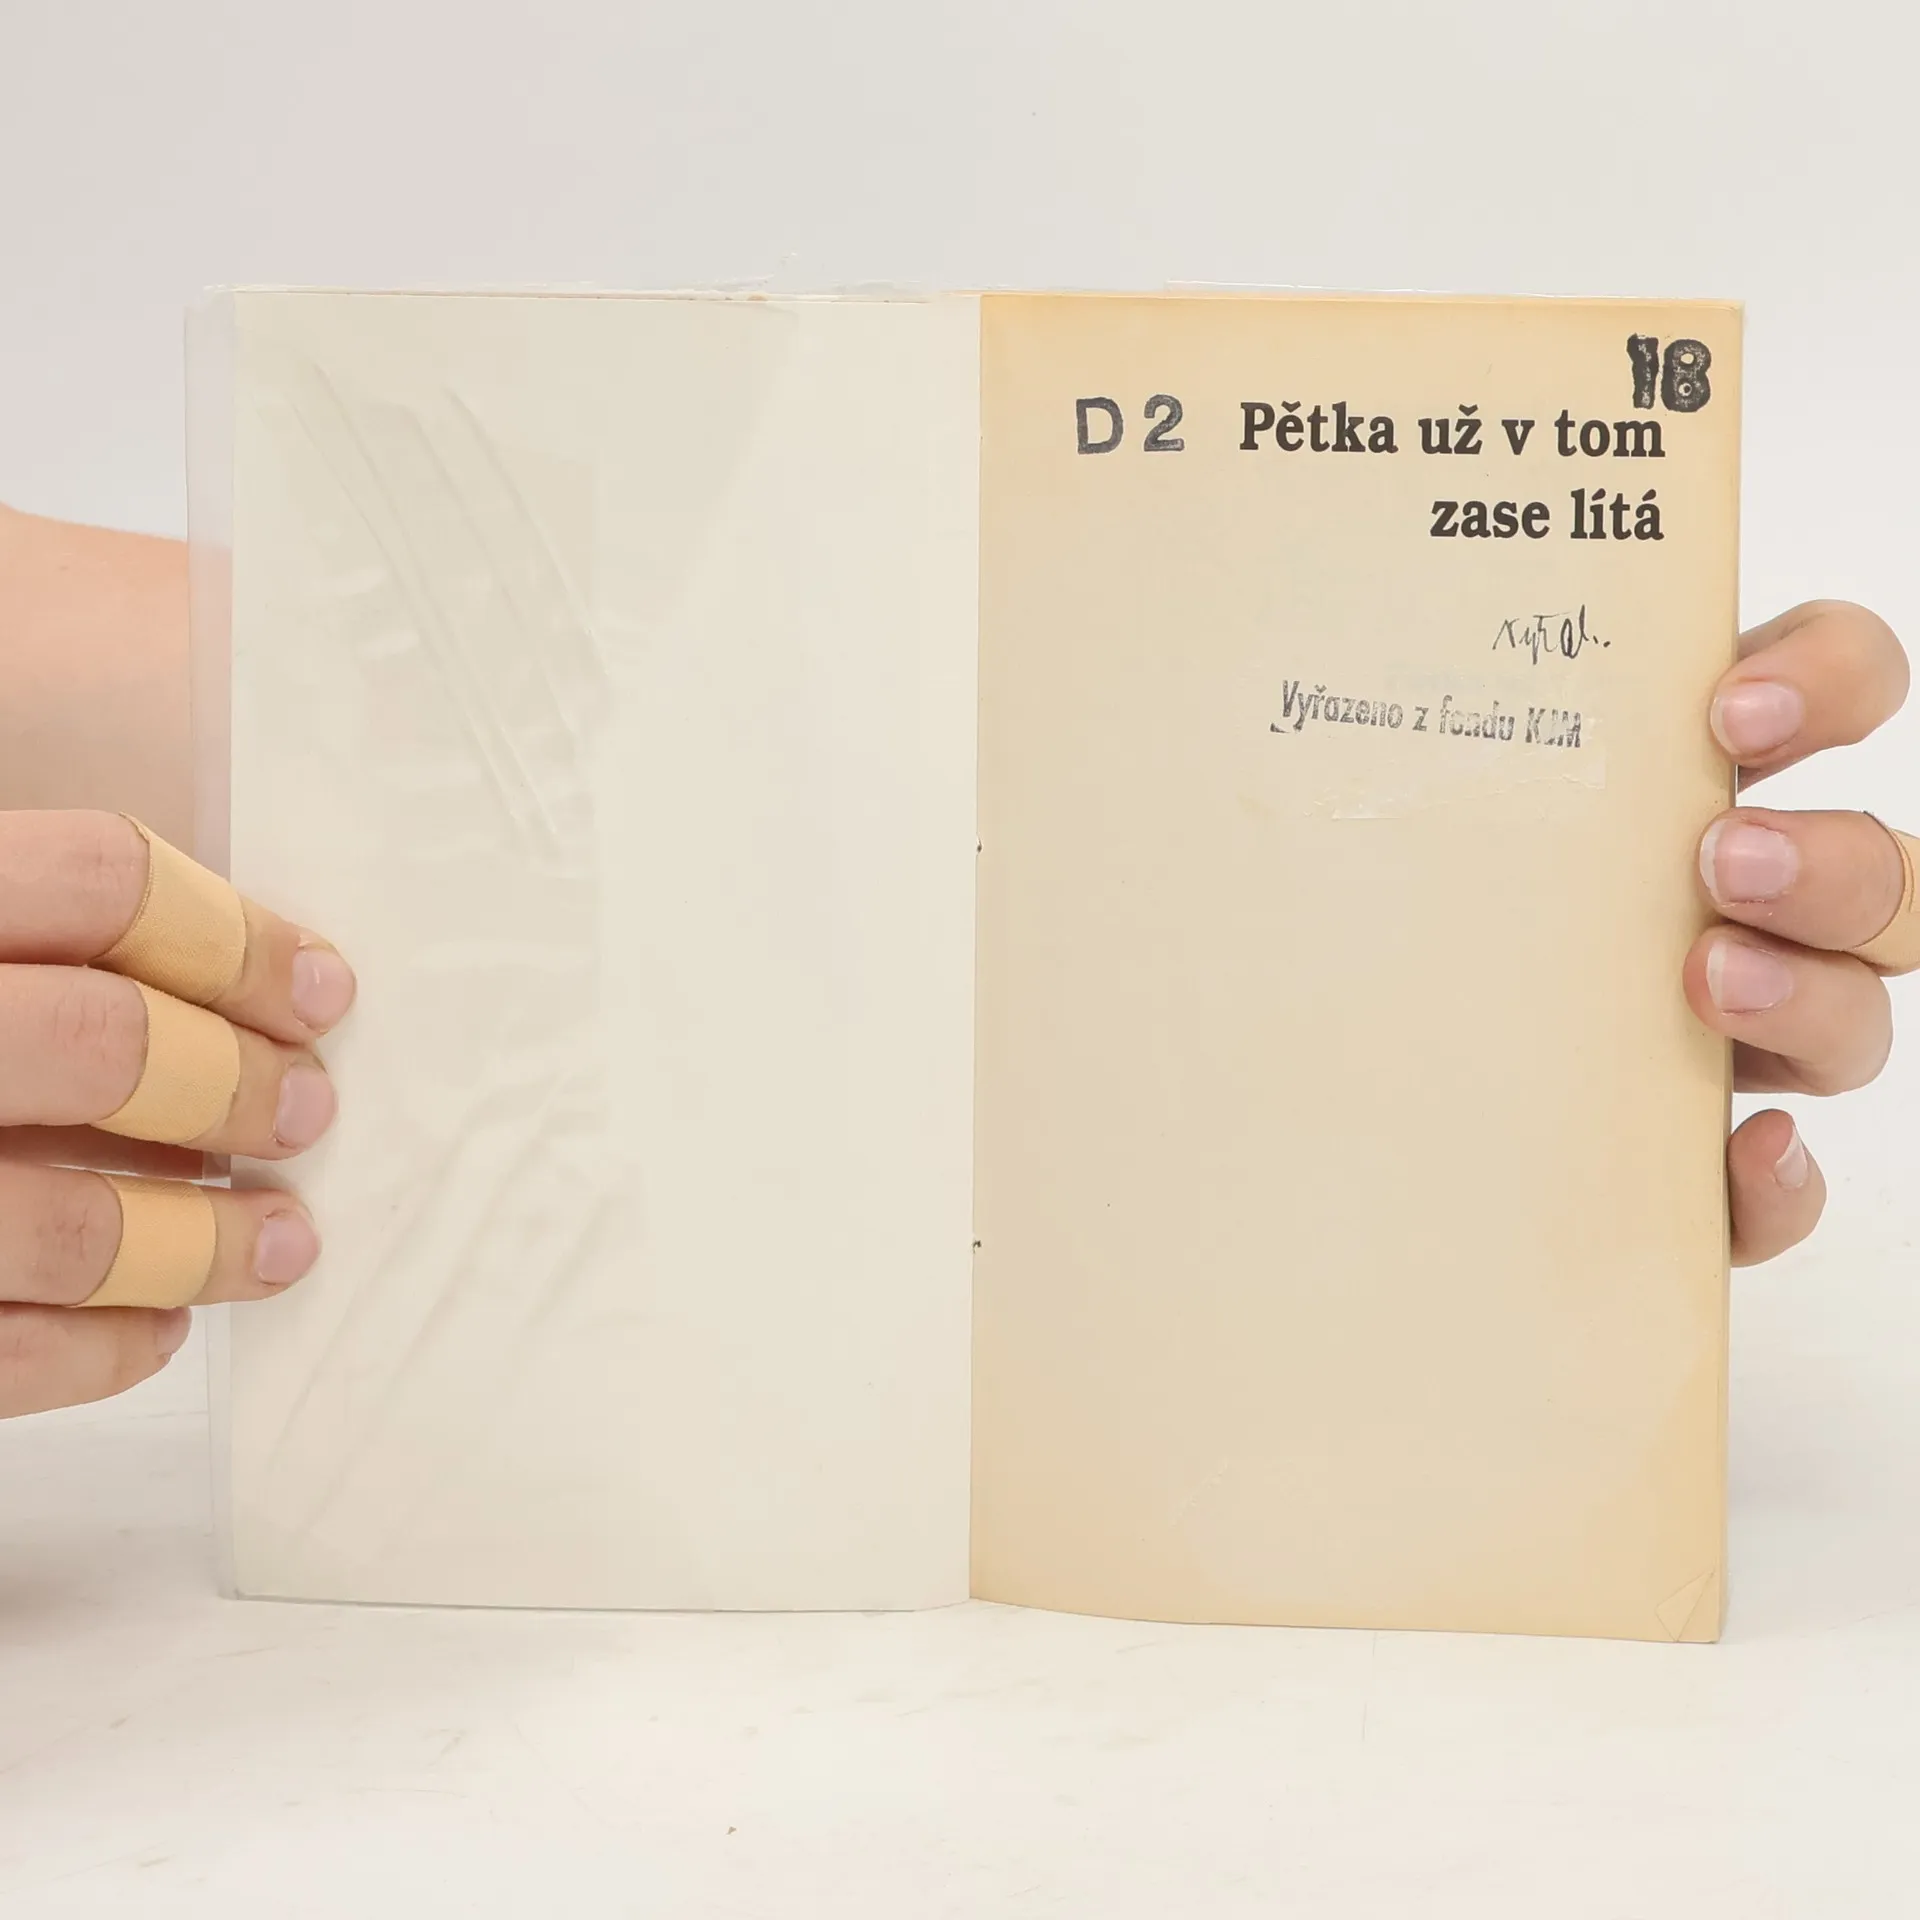 18
D 2 Pětka už v tom
zase lítá
Vyřazeno z fondu KJM